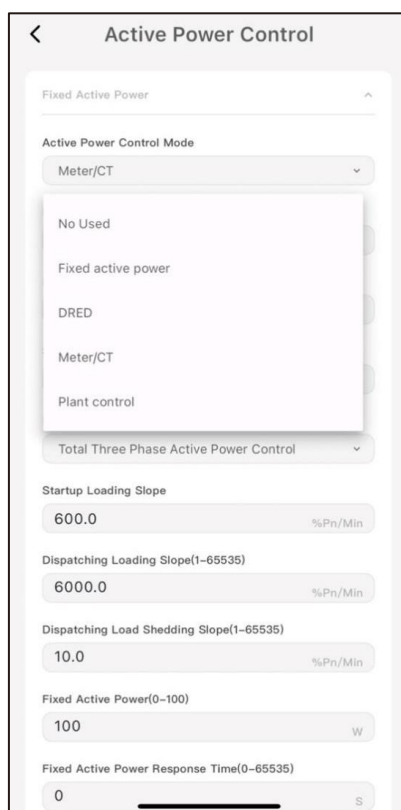 Active Power Control
Fixed Active Power
Active Power Control Mode
Meter/CT
No Used
Fixed active power
DRED
Meter/CT
Plant control
Total Three Phase Active Power Control
Startup Loading Slope
600.0 %Pn/Min
Dispatching Loading Slope(1-65535)
6000.0 %Pn/Min
Dispatching Load Shedding Slope(1-65535)
10.0 %Pn/Min
Fixed Active Power(0-100)
100 W
Fixed Active Power Response Time(0-65535)
0 S